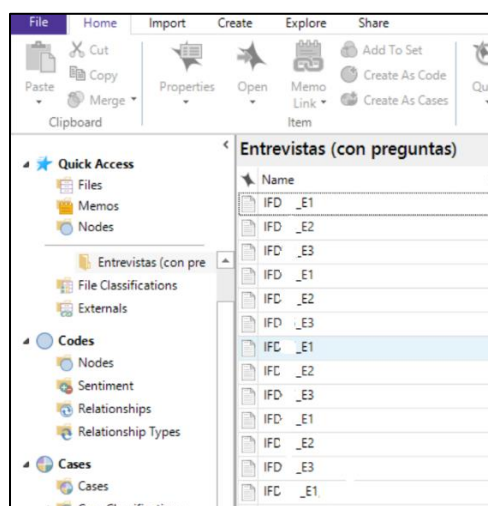 File Home Import Create Explore Share
Cut
Copy
Merge
Paste
Clipboard
Properties
Open
Memo
Link
Item
Add To Set
Create As Code
Create As Cases
Quick Access
Files
Memos
Nodes
Entrevistas (con pre
File Classifications
Externals
Codes
Nodes
Sentiment
Relationships
Relationship Types
Cases
Cases
Entrevistas (con preguntas)
Name
IFD _E1
IFD _E2
IFD _E3
IFD _E1
IFD _E2
IFD _E3
IFD _E1
IFD _E2
IFD _E3
IFD _E1
IFD _E2
IFD _E3
IFD _E1